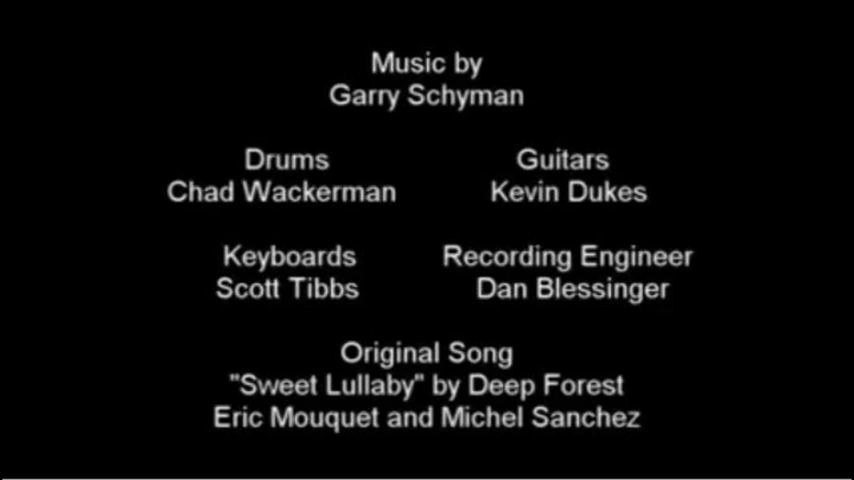 Music by
Garry Schyman
Drums
Chad Wackerman
Guitars
Kevin Dukes
Keyboards
Scott Tibbs
Recording Engineer
Dan Blessinger
Original Song
"Sweet Lullaby" by Deep Forest
Eric Mouquet and Michel Sanchez